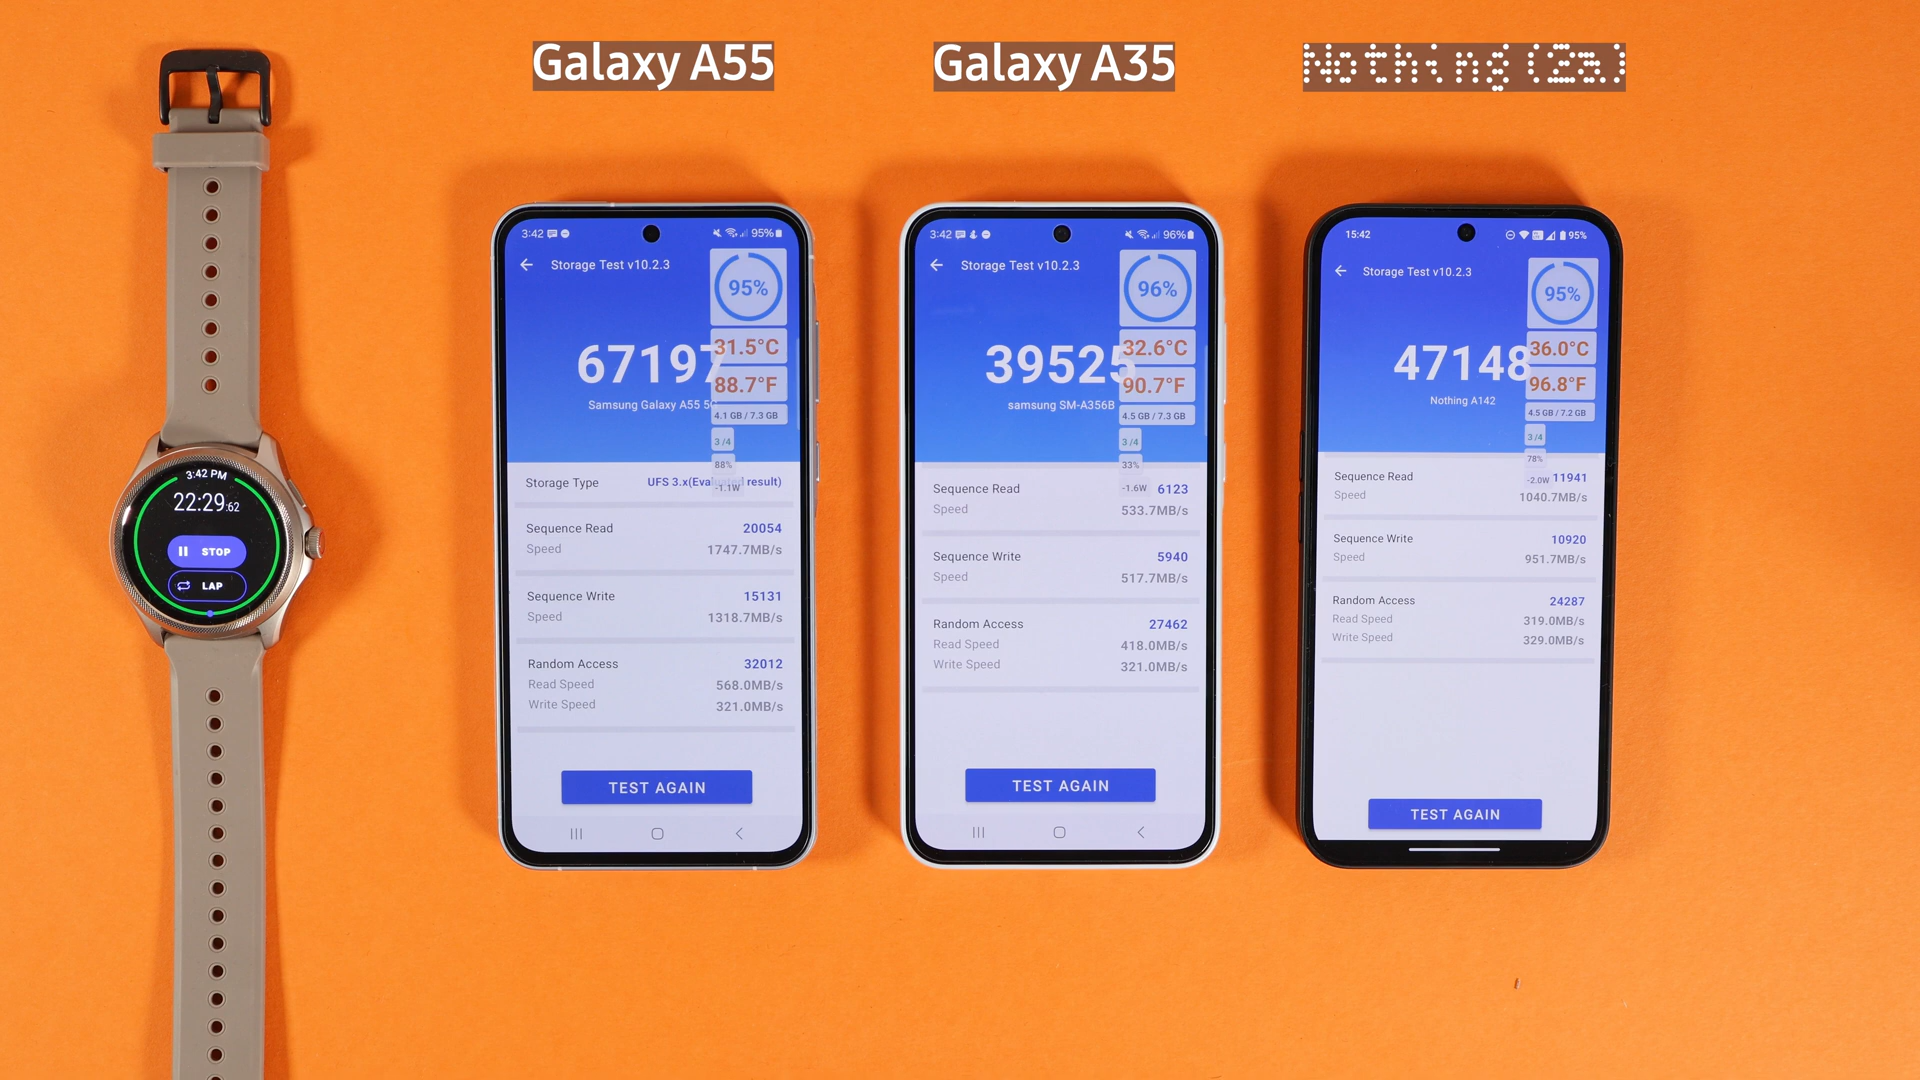 Galaxy A55
Galaxy A35
Nothing (2a)
3:42 PM
22:29:62
STOP
LAP
3:42
95%
Storage Test v10.2.3
95%
67197
31.5°C
88.7°F
Samsung Galaxy A55
4.1 GB / 7.3 GB
3 /4
88%
Storage Type
UFS 3.x(Eval result)
-1.1W
Sequence Read 20054
Speed 1747.7MB/s
Sequence Write 15131
Speed 1318.7MB/s
Random Access 32012
Read Speed 568.0MB/s
Write Speed 321.0MB/s
TEST AGAIN
3:42
96%
Storage Test v10.2.3
96%
39525
32.6°C
90.7°F
samsung SM-A356B
4.5 GB / 7.3 GB
3 /4
33%
-1.6W
Sequence Read 6123
Speed 533.7MB/s
Sequence Write 5940
Speed 517.7MB/s
Random Access 27462
Read Speed 418.0MB/s
Write Speed 321.0MB/s
TEST AGAIN
15:42
95%
Storage Test v10.2.3
95%
47148
36.0°C
96.8°F
Nothing A142
4.5 GB / 7.2 GB
3 /4
78%
-2.0W
Sequence Read 11941
Speed 1040.7MB/s
Sequence Write 10920
Speed 951.7MB/s
Random Access 24287
Read Speed 319.0MB/s
Write Speed 329.0MB/s
TEST AGAIN